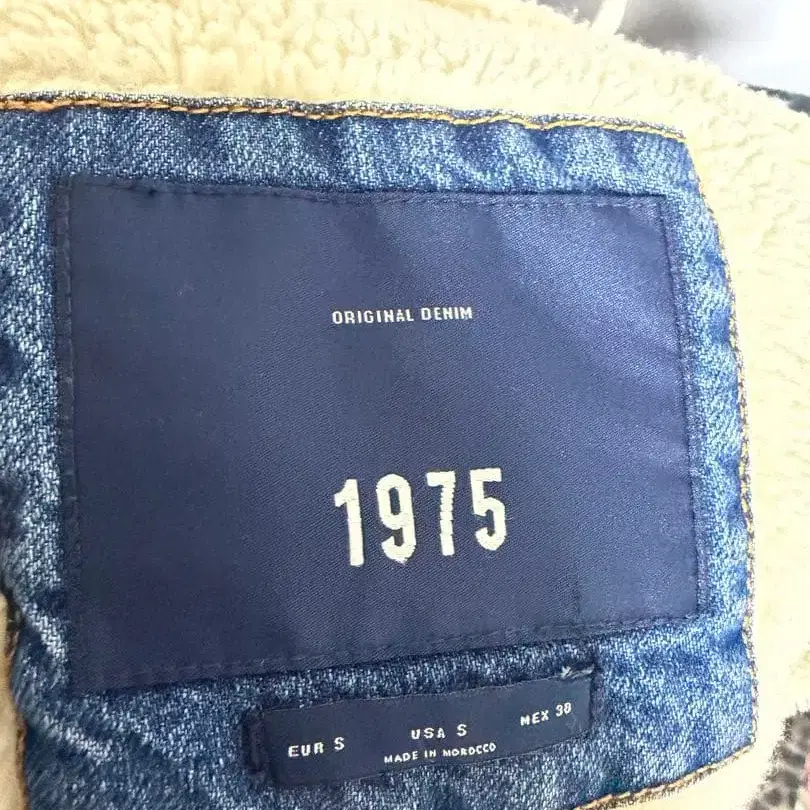 ORIGINAL DENIM
1975
EUR S USA S MEX 38
MADE IN MOROCCO